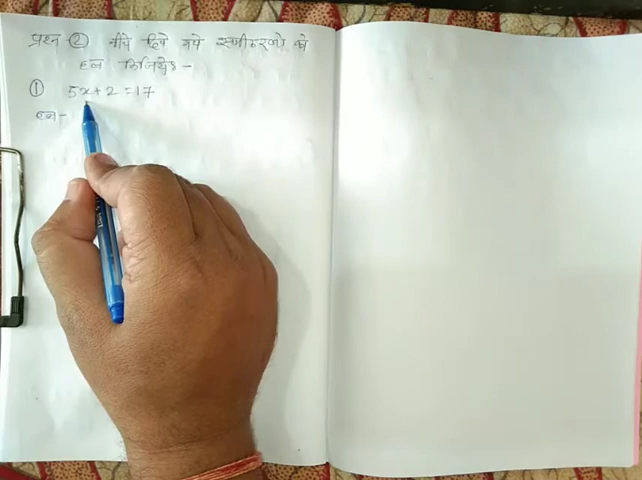 प्रश्न ② नीचे दिये गये समीकरणो को
हल किजिये:-
① 5x+2=17
हल-